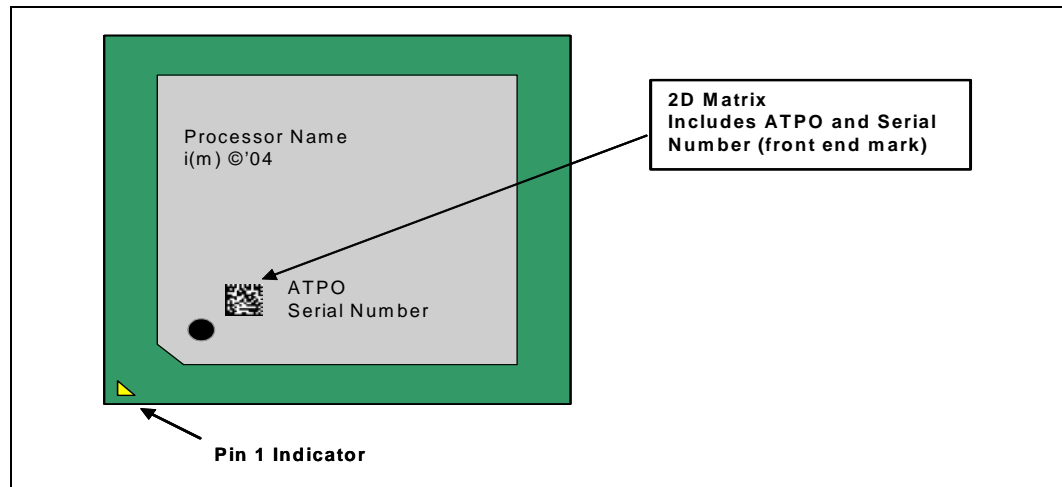 Processor Name
i(m) ©’04
2D Matrix
Includes ATPO and Serial
Number (front end mark)
ATPO
Serial Number
Pin 1 Indicator